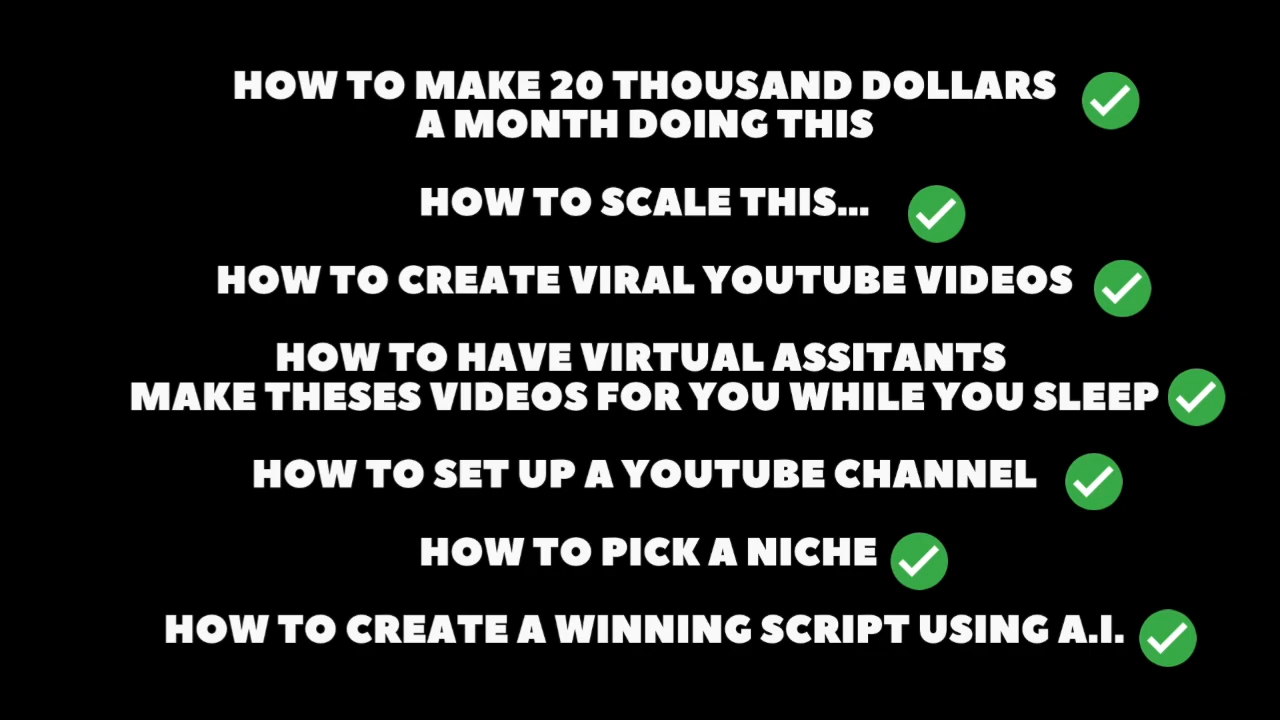 HOW TO MAKE 20 THOUSAND DOLLARS
A MONTH DOING THIS
HOW TO SCALE THIS...
HOW TO CREATE VIRAL YOUTUBE VIDEOS
HOW TO HAVE VIRTUAL ASSITANTS
MAKE THESES VIDEOS FOR YOU WHILE YOU SLEEP
HOW TO SET UP A YOUTUBE CHANNEL
HOW TO PICK A NICHE
HOW TO CREATE A WINNING SCRIPT USING A.I.